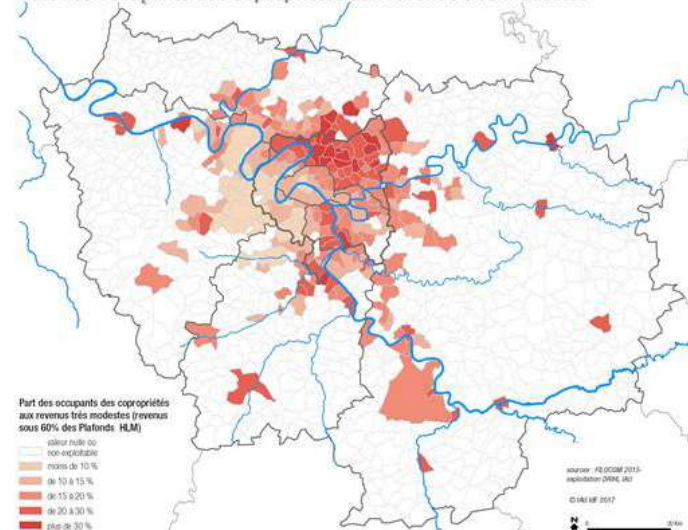 Part des occupants des copropriétés
aux revenus très modestes (revenus
sous 60% des Plafonds HLM)
valeur nulle ou
non exploitable
moins de 10 %
de 10 à 15 %
de 15 à 20 %
de 20 à 30 %
plus de 30 %
sources : FILOCOM 2013-
exploitation DRIHL, IAU
© IAU IdF 2017
N
0